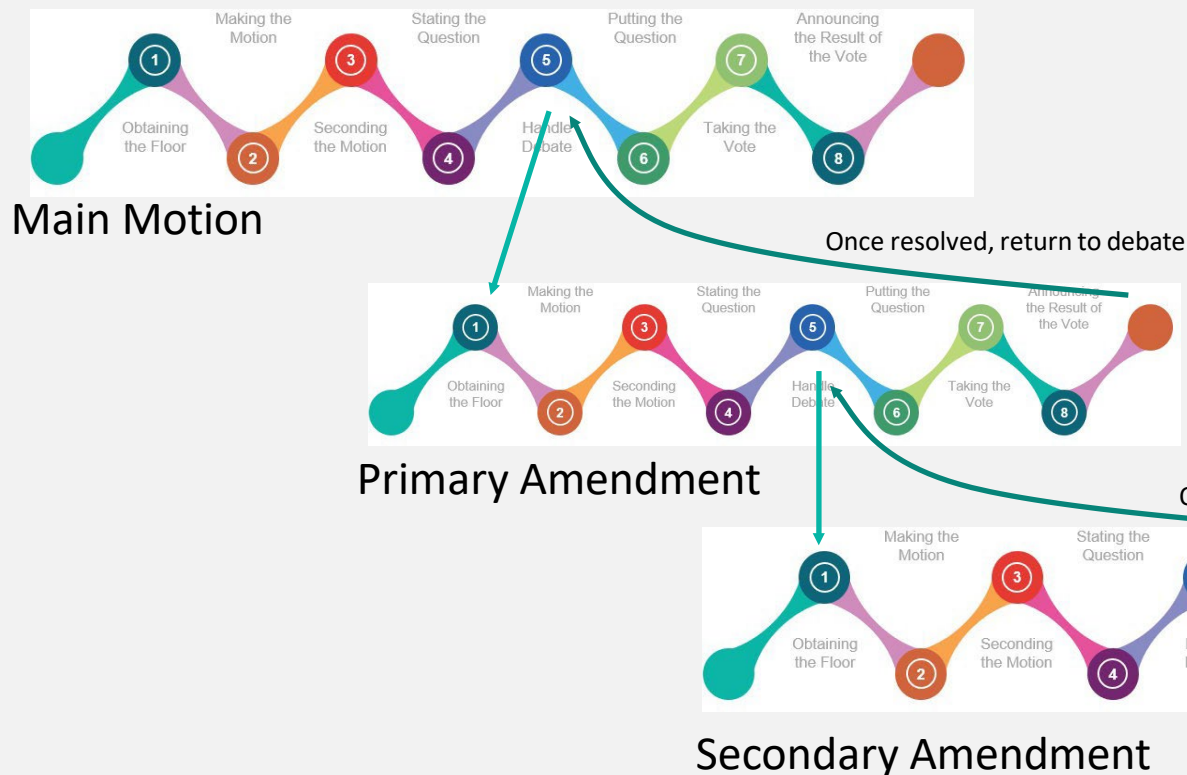 Making the
Motion
Stating the
Question
Putting the
Question
Announcing
the Result of
the Vote
1
3
5
7
Obtaining
the Floor
Seconding
the Motion
Handle
Debate
Taking the
Vote
2
4
6
8
Main Motion
Once resolved, return to debate
Making the
Motion
Stating the
Question
Putting the
Question
Announcing
the Result of
the Vote
1
3
5
7
Obtaining
the Floor
Seconding
the Motion
Handle
Debate
Taking the
Vote
2
4
6
8
Primary Amendment
Making the
Motion
Stating the
Question
1
3
Obtaining
the Floor
Seconding
the Motion
2
4
Secondary Amendment